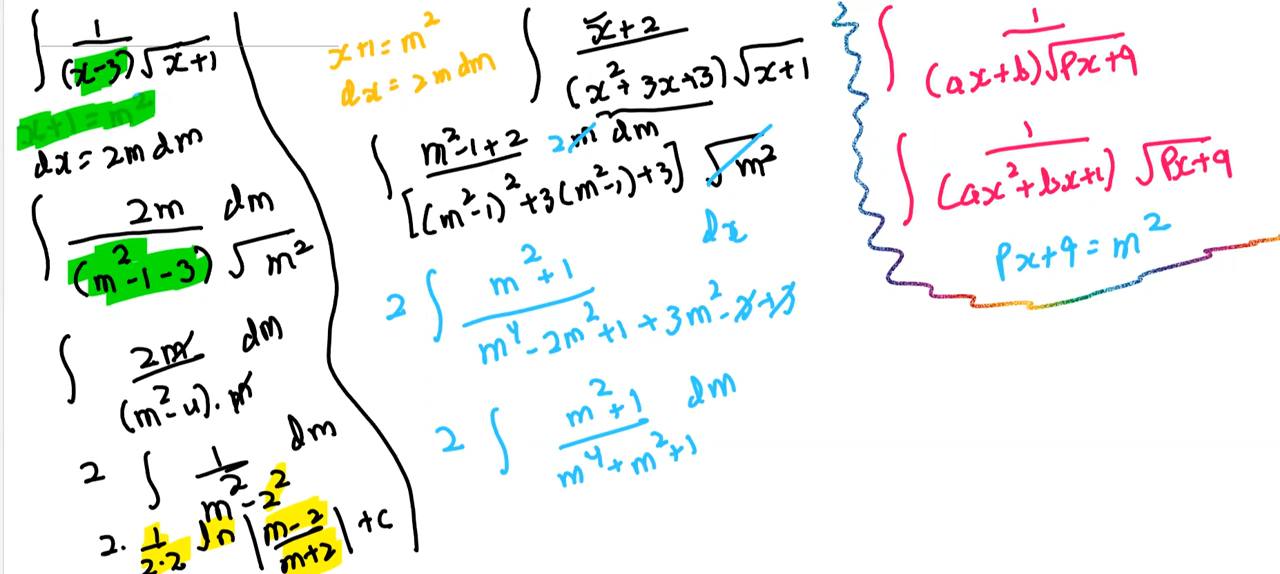 ∫ 1 / (x-3)√x+1
x+1 = m²
dx = 2m dm
∫ 2m dm / (m²-1-3) √m²
∫ 2m dm / (m²-4).m
2 ∫ 1 / m²-2² dm
2. 1/2.2 ln |m-2 / m+2| +c
x+1 = m²
dx = 2m dm
∫ x+2 / (x²+3x+3)√x+1
∫ m²-1+2 2m dm / [(m²-1)²+3(m²-1)+3] √m²
dx
2 ∫ m²+1 / m⁴-2m²+1+3m²-3+3
2 ∫ m²+1 dm / m⁴+m²+1
∫ 1 / (ax+b)√Px+q
∫ 1 / (ax²+bx+1) √Px+q
Px+q = m²